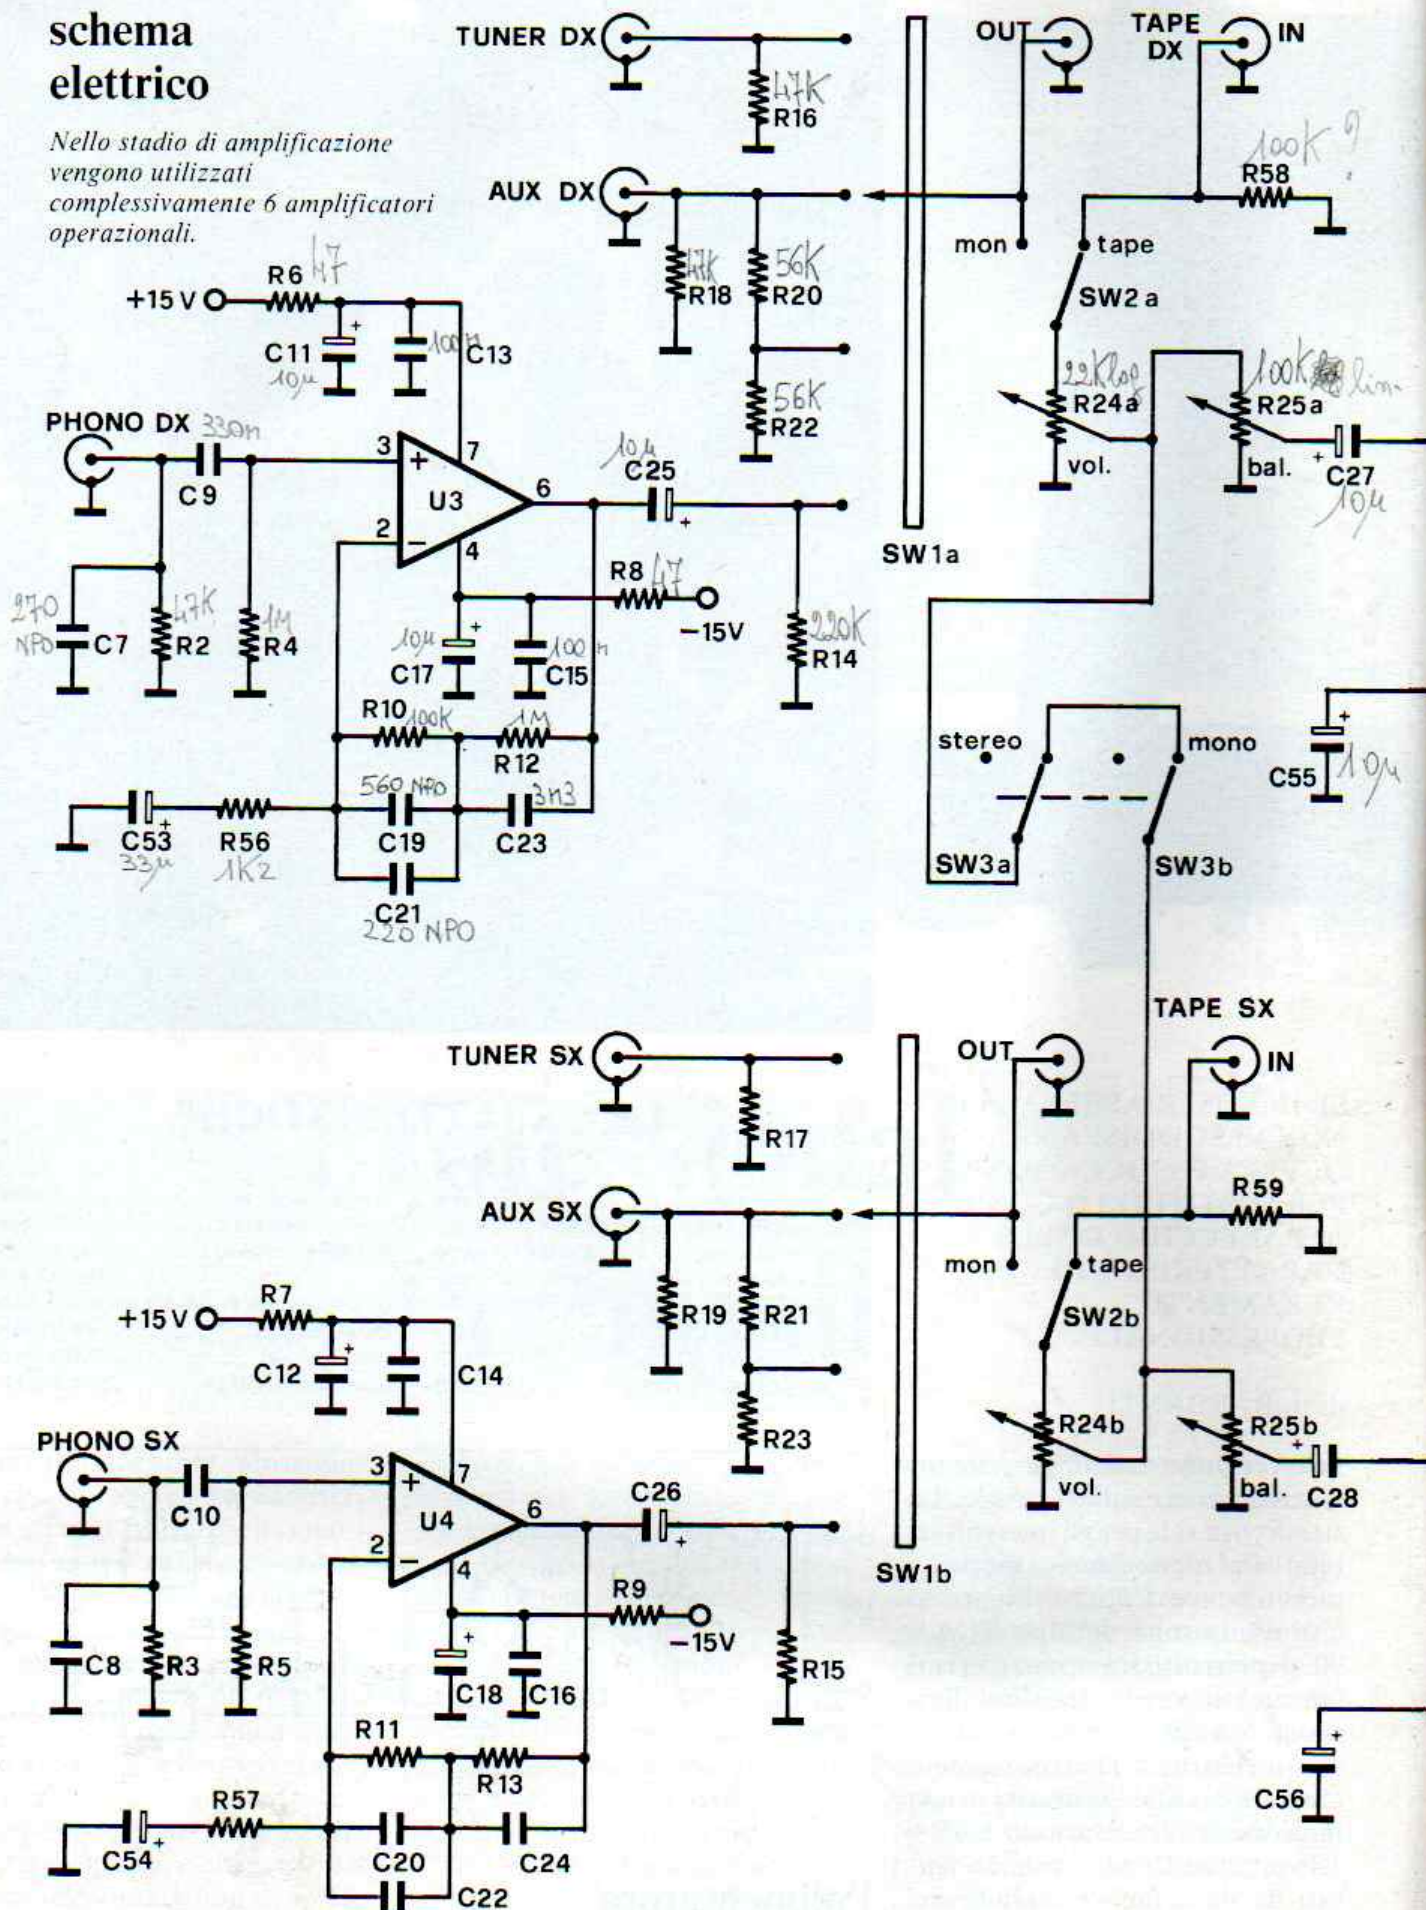 schema
elettrico
Nello stadio di amplificazione
vengono utilizzati
complessivamente 6 amplificatori
operazionali.
TUNER DX
47K
R16
AUX DX
47K
R18
56K
R20
56K
R22
OUT
TAPE
DX
IN
100K ?
R58
mon
tape
SW2a
22Klog
R24a
vol.
100K lin
R25a
bal.
+
C27
10µ
R6 47
+15V
+
C11
10µ
100n
C13
PHONO DX
330n
C9
3
+
7
U3
6
2
−
4
10µ
C25
+
SW1a
R8 47
−15V
270
NPO
C7
47K
R2
1M
R4
10µ
+
C17
100n
C15
220K
R14
R10
100K
1M
R12
560 NPO
C19
3n3
C23
C53
+
33µ
R56
1K2
C21
220 NPO
stereo
mono
SW3a
SW3b
+
C55
10µ
TUNER SX
R17
AUX SX
R19
R21
R23
OUT
TAPE SX
IN
R59
mon
tape
SW2b
R24b
vol.
R25b
bal.
+
C28
R7
+15V
+
C12
C14
PHONO SX
C10
3
+
7
U4
6
2
−
4
C26
+
SW1b
R9
−15V
C8
R3
R5
+
C18
C16
R15
R11
R13
R57
C54
+
C20
C24
C22
+
C56